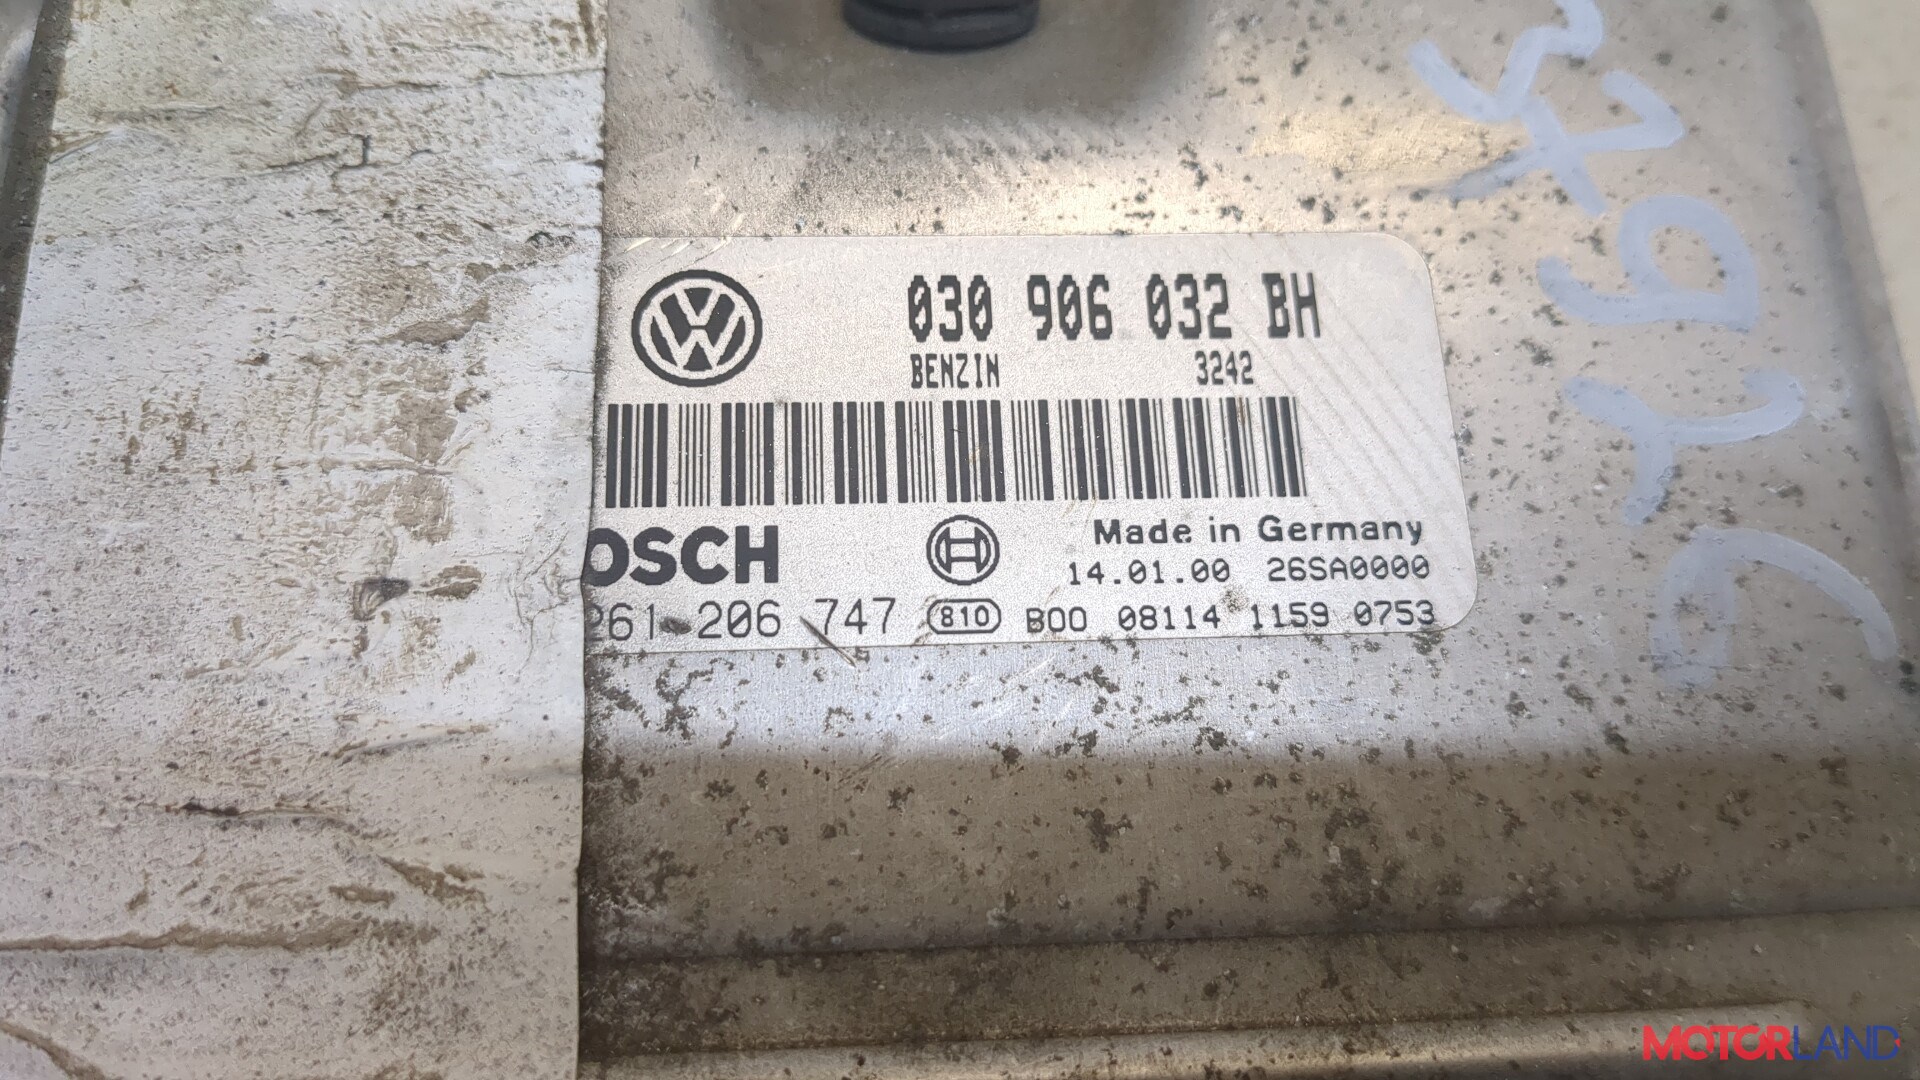 030 906 032 BH
BENZIN 3242
OSCH
Made in Germany
14.01.00 26SA0000
261 206 747 810 B00 08114 1159 0753
MOTORLAND